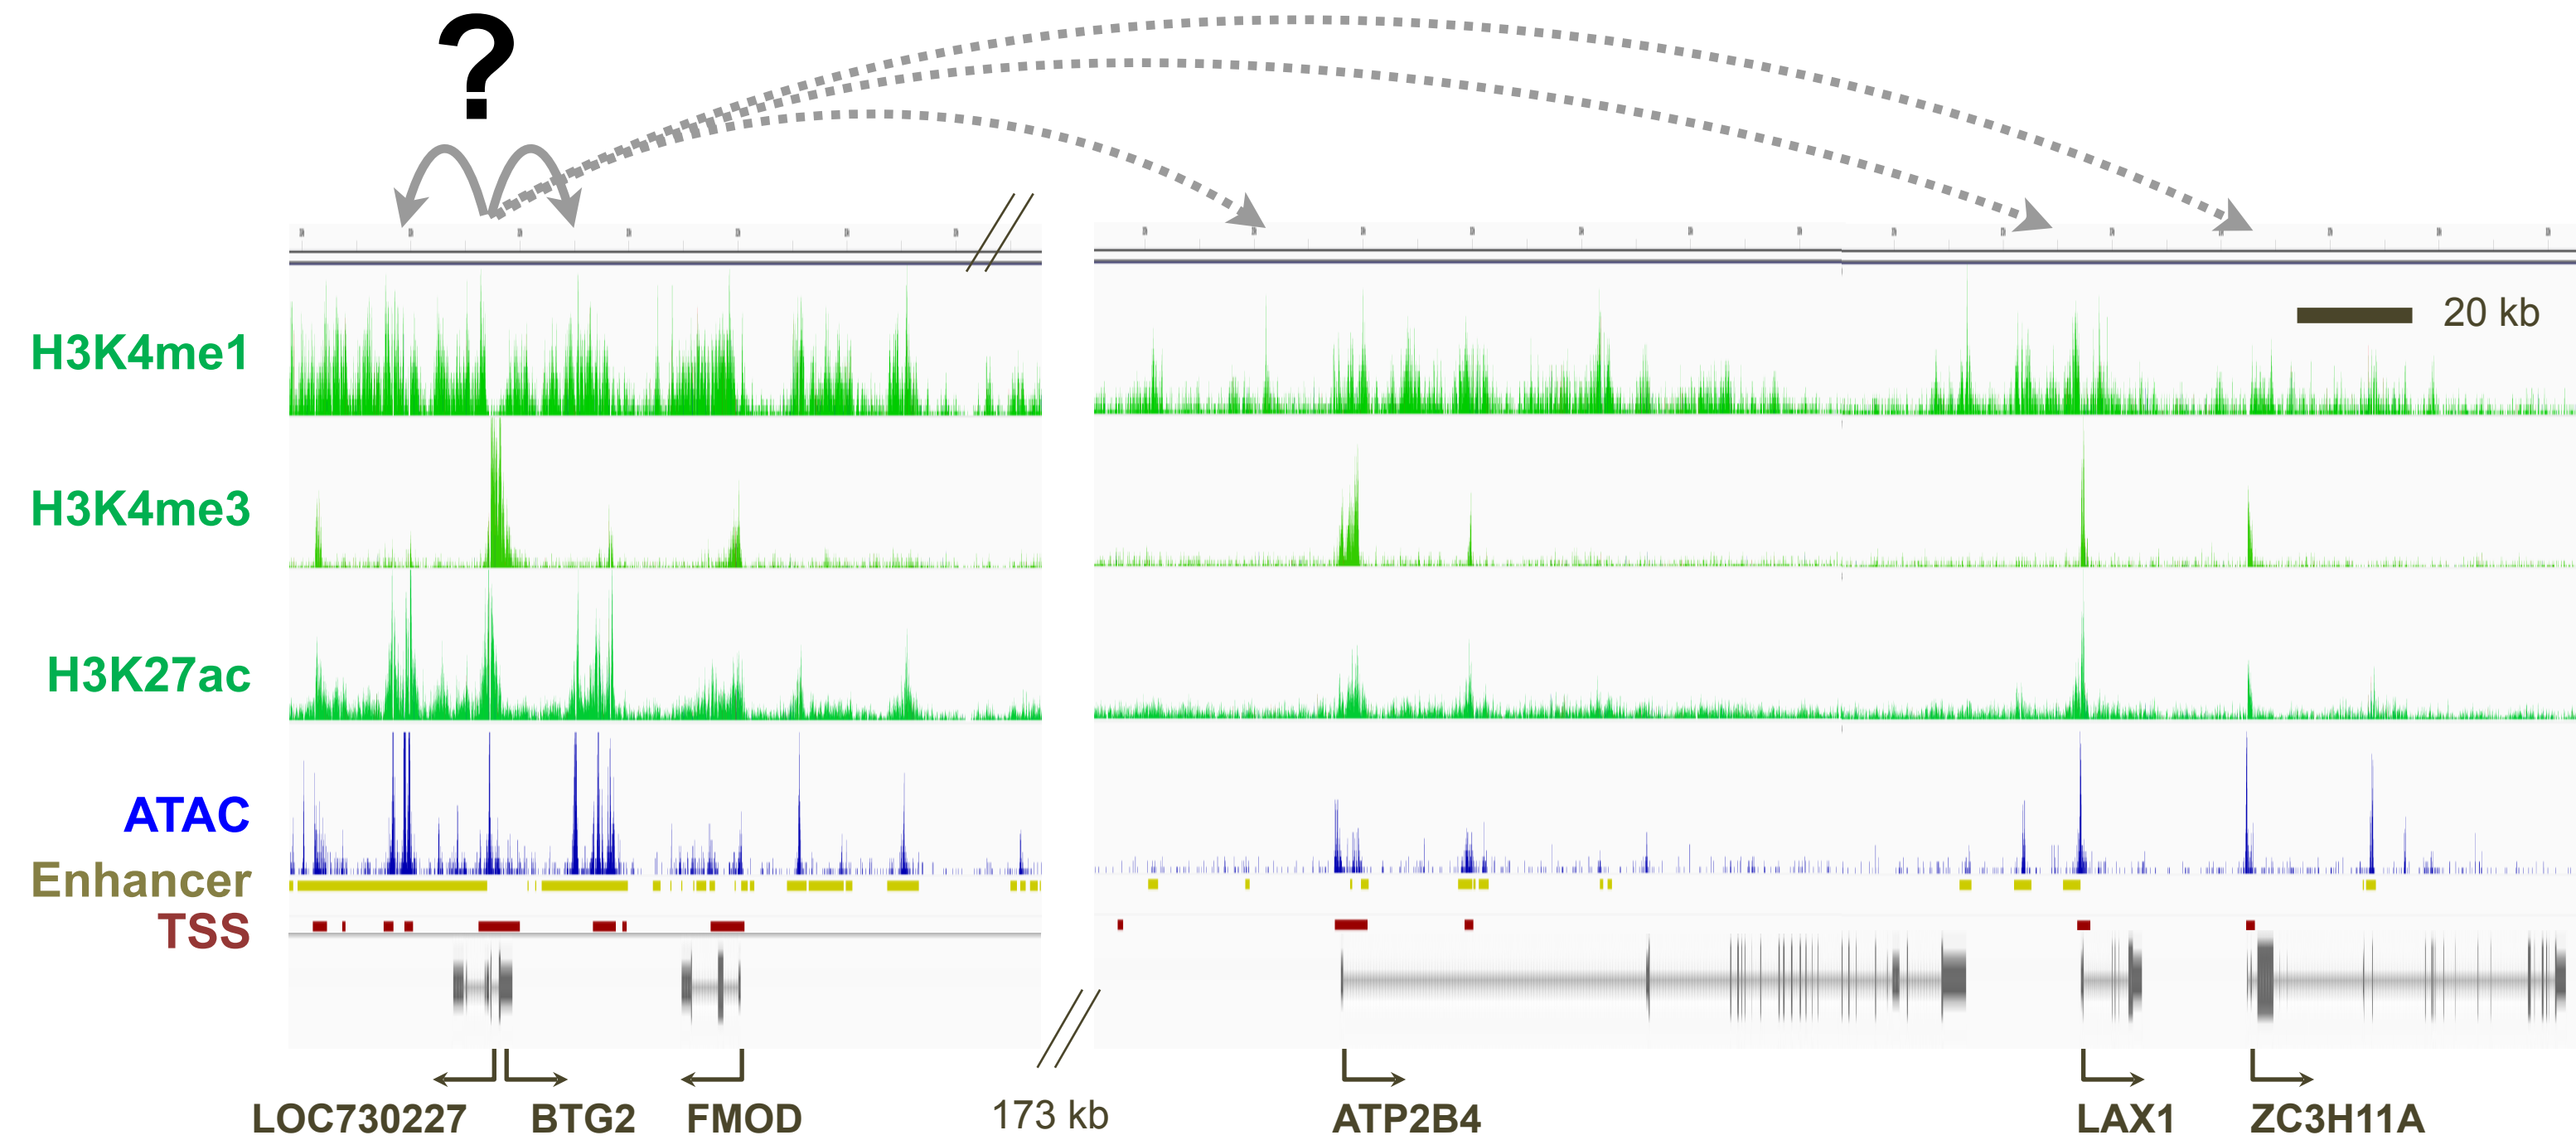 ?
20 kb
H3K4me1
H3K4me3
H3K27ac
ATAC
Enhancer
TSS
LOC730227 BTG2 FMOD 173 kb ATP2B4 LAX1 ZC3H11A